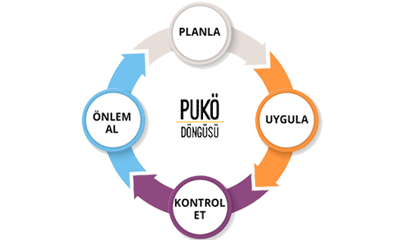 PLANLA
UYGULA
KONTROL
ET
ÖNLEM
AL
PUKÖ
DÖNGÜSÜ